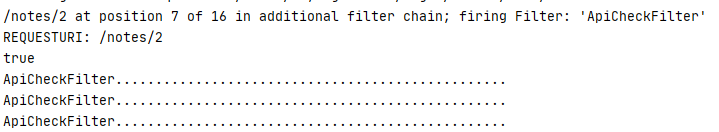 /notes/2 at position 7 of 16 in additional filter chain; firing Filter: 'ApiCheckFilter'
REQUESTURI: /notes/2
true
ApiCheckFilter................................................
ApiCheckFilter................................................
ApiCheckFilter................................................